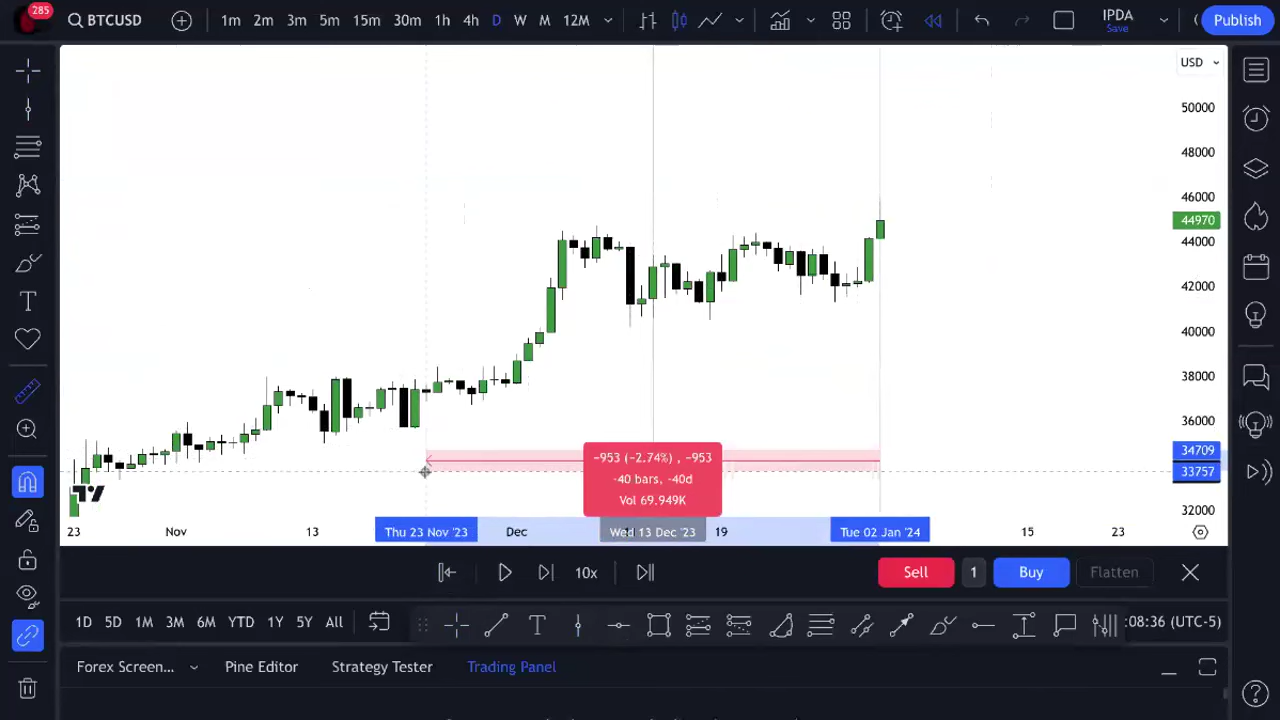 285
BTCUSD
1m 2m 3m 5m 15m 30m 1h 4h D W M 12M
IPDA
Save
Publish
USD
50000
48000
46000
44970
44000
42000
40000
38000
36000
34709
33757
32000
-953 (-2.74%) , -953
-40 bars, -40d
Vol 69.949K
23 Nov 13 Thu 23 Nov '23 Dec Wed 13 Dec '23 19 Tue 02 Jan '24 15 23
10x
Sell 1 Buy Flatten
1D 5D 1M 3M 6M YTD 1Y 5Y All
:08:36 (UTC-5)
Forex Screen... Pine Editor Strategy Tester Trading Panel